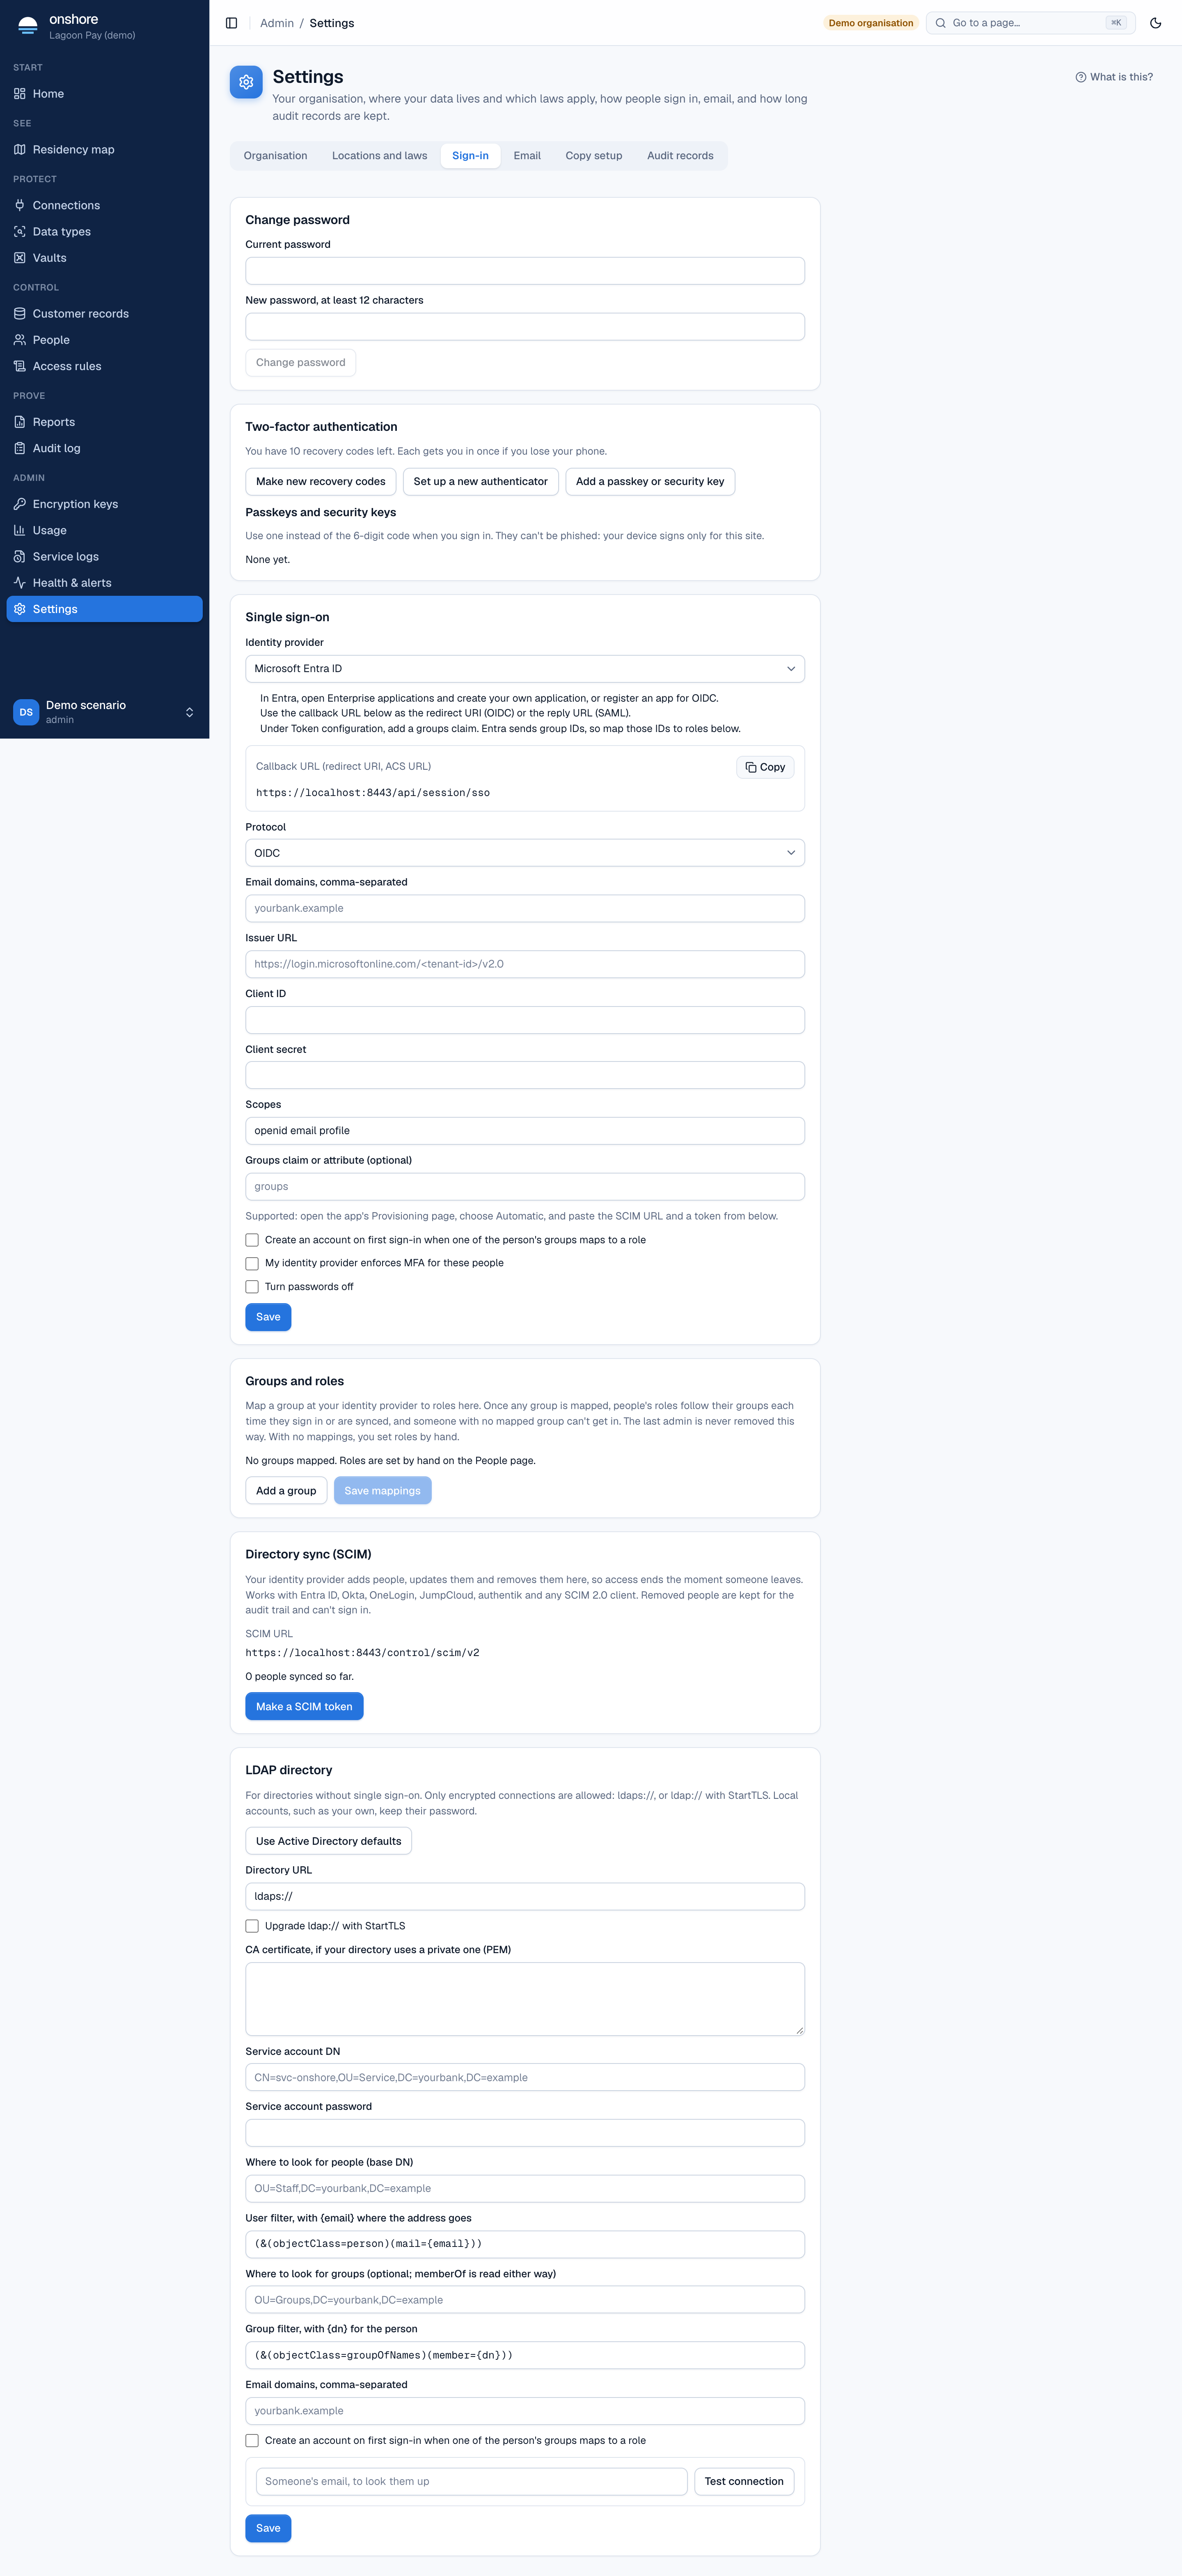 onshore
Lagoon Pay (demo)
START
Home
SEE
Residency map
PROTECT
Connections
Data types
Vaults
CONTROL
Customer records
People
Access rules
PROVE
Reports
Audit log
ADMIN
Encryption keys
Usage
Service logs
Health & alerts
Settings
DS
Demo scenario
admin
Admin / Settings
Demo organisation
Go to a page...
⌘K
Settings
What is this?
Your organisation, where your data lives and which laws apply, how people sign in, email, and how long
audit records are kept.
Organisation
Locations and laws
Sign-in
Email
Copy setup
Audit records
Change password
Current password
New password, at least 12 characters
Change password
Two-factor authentication
You have 10 recovery codes left. Each gets you in once if you lose your phone.
Make new recovery codes
Set up a new authenticator
Add a passkey or security key
Passkeys and security keys
Use one instead of the 6-digit code when you sign in. They can't be phished: your device signs only for this site.
None yet.
Single sign-on
Identity provider
Microsoft Entra ID
In Entra, open Enterprise applications and create your own application, or register an app for OIDC.
Use the callback URL below as the redirect URI (OIDC) or the reply URL (SAML).
Under Token configuration, add a groups claim. Entra sends group IDs, so map those IDs to roles below.
Callback URL (redirect URI, ACS URL)
Copy
https://localhost:8443/api/session/sso
Protocol
OIDC
Email domains, comma-separated
yourbank.example
Issuer URL
https://login.microsoftonline.com/<tenant-id>/v2.0
Client ID
Client secret
Scopes
openid email profile
Groups claim or attribute (optional)
groups
Supported: open the app's Provisioning page, choose Automatic, and paste the SCIM URL and a token from below.
Create an account on first sign-in when one of the person's groups maps to a role
My identity provider enforces MFA for these people
Turn passwords off
Save
Groups and roles
Map a group at your identity provider to roles here. Once any group is mapped, people's roles follow their groups each
time they sign in or are synced, and someone with no mapped group can't get in. The last admin is never removed this
way. With no mappings, you set roles by hand.
No groups mapped. Roles are set by hand on the People page.
Add a group
Save mappings
Directory sync (SCIM)
Your identity provider adds people, updates them and removes them here, so access ends the moment someone leaves.
Works with Entra ID, Okta, OneLogin, JumpCloud, authentik and any SCIM 2.0 client. Removed people are kept for the
audit trail and can't sign in.
SCIM URL
https://localhost:8443/control/scim/v2
0 people synced so far.
Make a SCIM token
LDAP directory
For directories without single sign-on. Only encrypted connections are allowed: ldaps://, or ldap:// with StartTLS. Local
accounts, such as your own, keep their password.
Use Active Directory defaults
Directory URL
ldaps://
Upgrade ldap:// with StartTLS
CA certificate, if your directory uses a private one (PEM)
Service account DN
CN=svc-onshore,OU=Service,DC=yourbank,DC=example
Service account password
Where to look for people (base DN)
OU=Staff,DC=yourbank,DC=example
User filter, with {email} where the address goes
(&(objectClass=person)(mail={email}))
Where to look for groups (optional; memberOf is read either way)
OU=Groups,DC=yourbank,DC=example
Group filter, with {dn} for the person
(&(objectClass=groupOfNames)(member={dn}))
Email domains, comma-separated
yourbank.example
Create an account on first sign-in when one of the person's groups maps to a role
Someone's email, to look them up
Test connection
Save